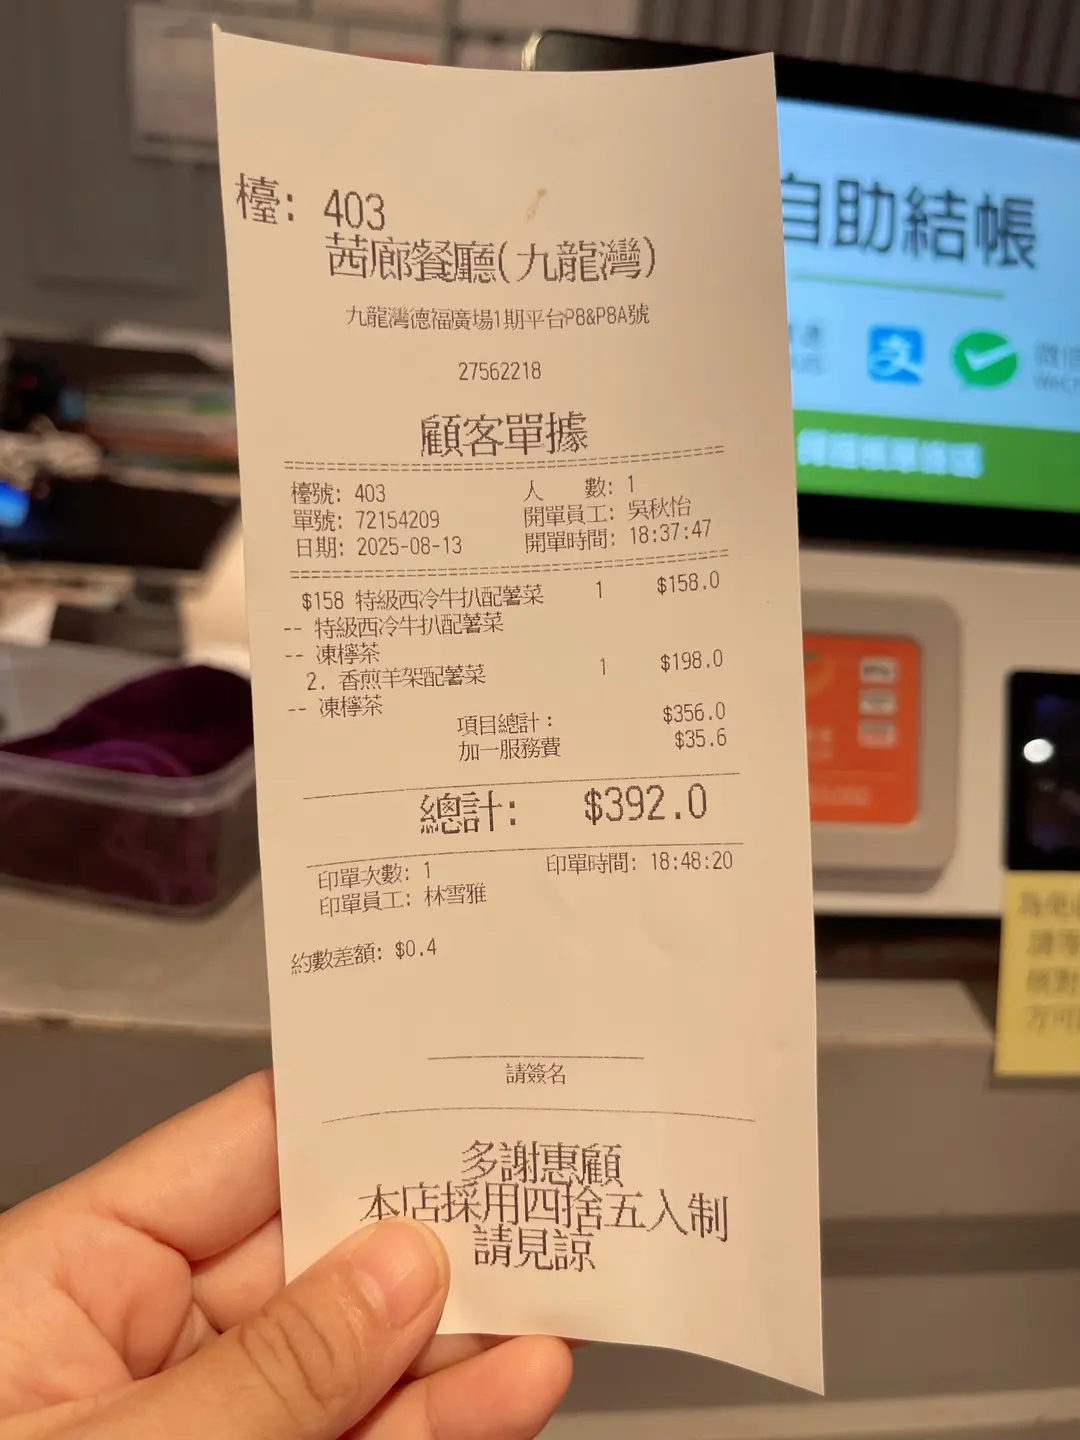 檯: 403
茜廊餐廳(九龍灣)
九龍灣德福廣場1期平台P8&P8A號
27562218
顧客單據
檯號: 403 人 數: 1
單號: 72154209 開單員工: 吳秋怡
日期: 2025-08-13 開單時間: 18:37:47
$158 特級西冷牛扒配薯菜 1 $158.0
-- 特級西冷牛扒配薯菜
-- 凍檸茶
2. 香煎羊架配薯菜 1 $198.0
-- 凍檸茶
項目總計: $356.0
加一服務費 $35.6
總計: $392.0
印單次數: 1 印單時間: 18:48:20
印單員工: 林雪雅
約數差額: $0.4
請簽名
多謝惠顧
本店採用四捨五入制
請見諒
自助結帳
支
微信